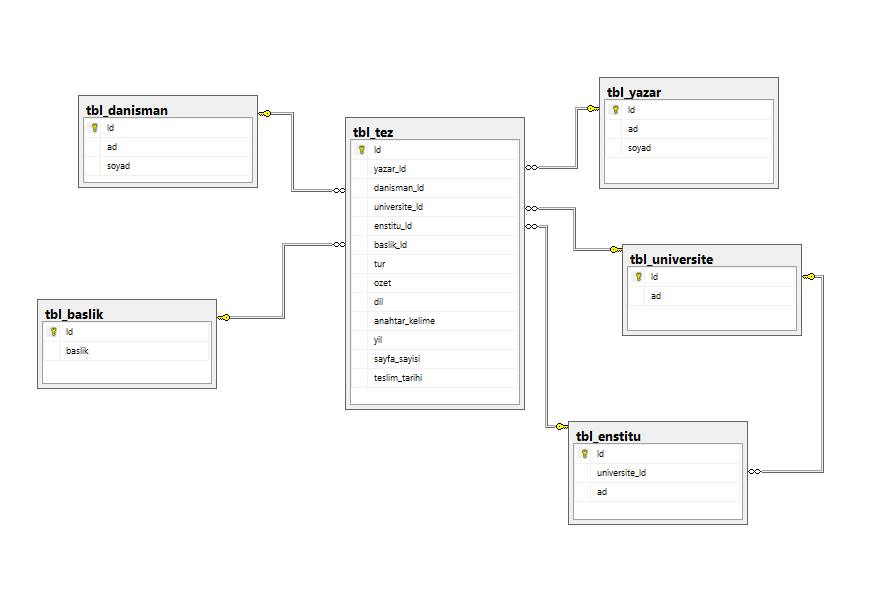 tbl_danisman
Id
ad
soyad
tbl_baslik
Id
baslik
tbl_tez
Id
yazar_Id
danisman_Id
universite_Id
enstitu_Id
baslik_Id
tur
ozet
dil
anahtar_kelime
yil
sayfa_sayisi
teslim_tarihi
tbl_yazar
Id
ad
soyad
tbl_universite
Id
ad
tbl_enstitu
Id
universite_Id
ad